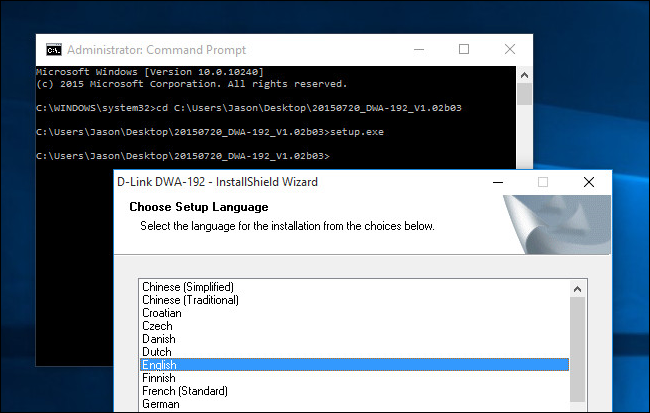 Administrator: Command Prompt
Microsoft Windows [Version 10.0.10240]
(c) 2015 Microsoft Corporation. All rights reserved.
C:\WINDOWS\system32>cd C:\Users\Jason\Desktop\20150720_DWA-192_V1.02b03
C:\Users\Jason\Desktop\20150720_DWA-192_V1.02b03>setup.exe
C:\Users\Jason\Desktop\20150720_DWA-192_V1.02b03>
D-Link DWA-192 - InstallShield Wizard
Choose Setup Language
Select the language for the installation from the choices below.
Chinese (Simplified)
Chinese (Traditional)
Croatian
Czech
Danish
Dutch
English
Finnish
French (Standard)
German